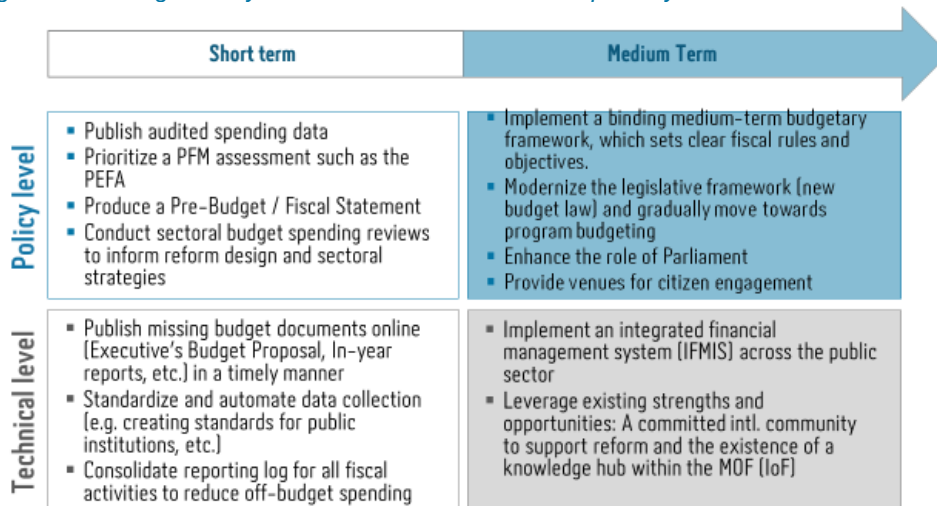 Short term
Medium Term
Policy level
▪ Publish audited spending data
▪ Prioritize a PFM assessment such as the
PEFA
▪ Produce a Pre-Budget / Fiscal Statement
▪ Conduct sectoral budget spending reviews
to inform reform design and sectoral
strategies
▪ Implement a binding medium-term budgetary
framework, which sets clear fiscal rules and
objectives.
▪ Modernize the legislative framework (new
budget law) and gradually move towards
program budgeting
▪ Enhance the role of Parliament
▪ Provide venues for citizen engagement
Technical level
▪ Publish missing budget documents online
(Executive's Budget Proposal, In-year
reports, etc.) in a timely manner
▪ Standardize and automate data collection
(e.g. creating standards for public
institutions, etc.)
▪ Consolidate reporting log for all fiscal
activities to reduce off-budget spending
▪ Implement an integrated financial
management system (IFMIS) across the public
sector
▪ Leverage existing strengths and
opportunities: A committed intl. community
to support reform and the existence of a
knowledge hub within the MOF (IoF)